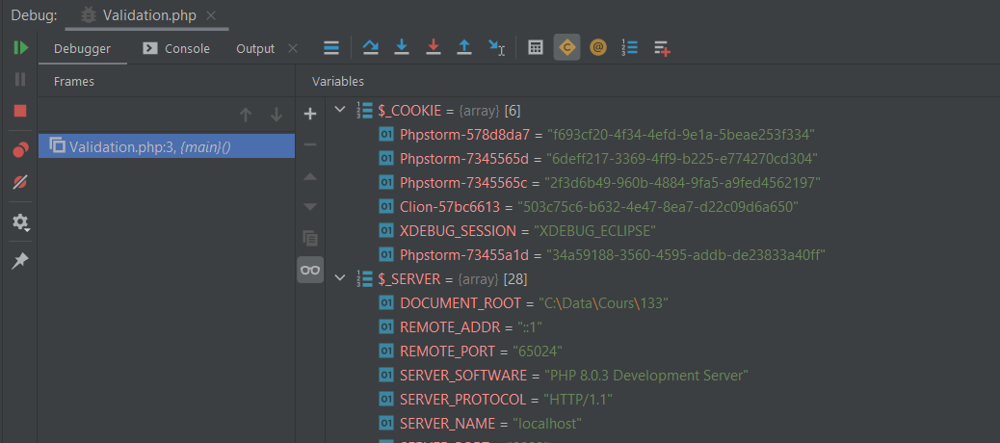 Debug: Validation.php
Debugger Console Output
Frames Variables
Validation.php:3, {main}()
$_COOKIE = {array} [6]
Phpstorm-578d8da7 = "f693cf20-4f34-4efd-9e1a-5beae253f334"
Phpstorm-7345565d = "6deff217-3369-4ff9-b225-e774270cd304"
Phpstorm-7345565c = "2f3d6b49-960b-4884-9fa5-a9fed4562197"
Clion-57bc6613 = "503c75c6-b632-4e47-8ea7-d22c09d6a650"
XDEBUG_SESSION = "XDEBUG_ECLIPSE"
Phpstorm-73455a1d = "34a59188-3560-4595-addb-de23833a40ff"
$_SERVER = {array} [28]
DOCUMENT_ROOT = "C:\Data\Cours\133"
REMOTE_ADDR = "::1"
REMOTE_PORT = "65024"
SERVER_SOFTWARE = "PHP 8.0.3 Development Server"
SERVER_PROTOCOL = "HTTP/1.1"
SERVER_NAME = "localhost"